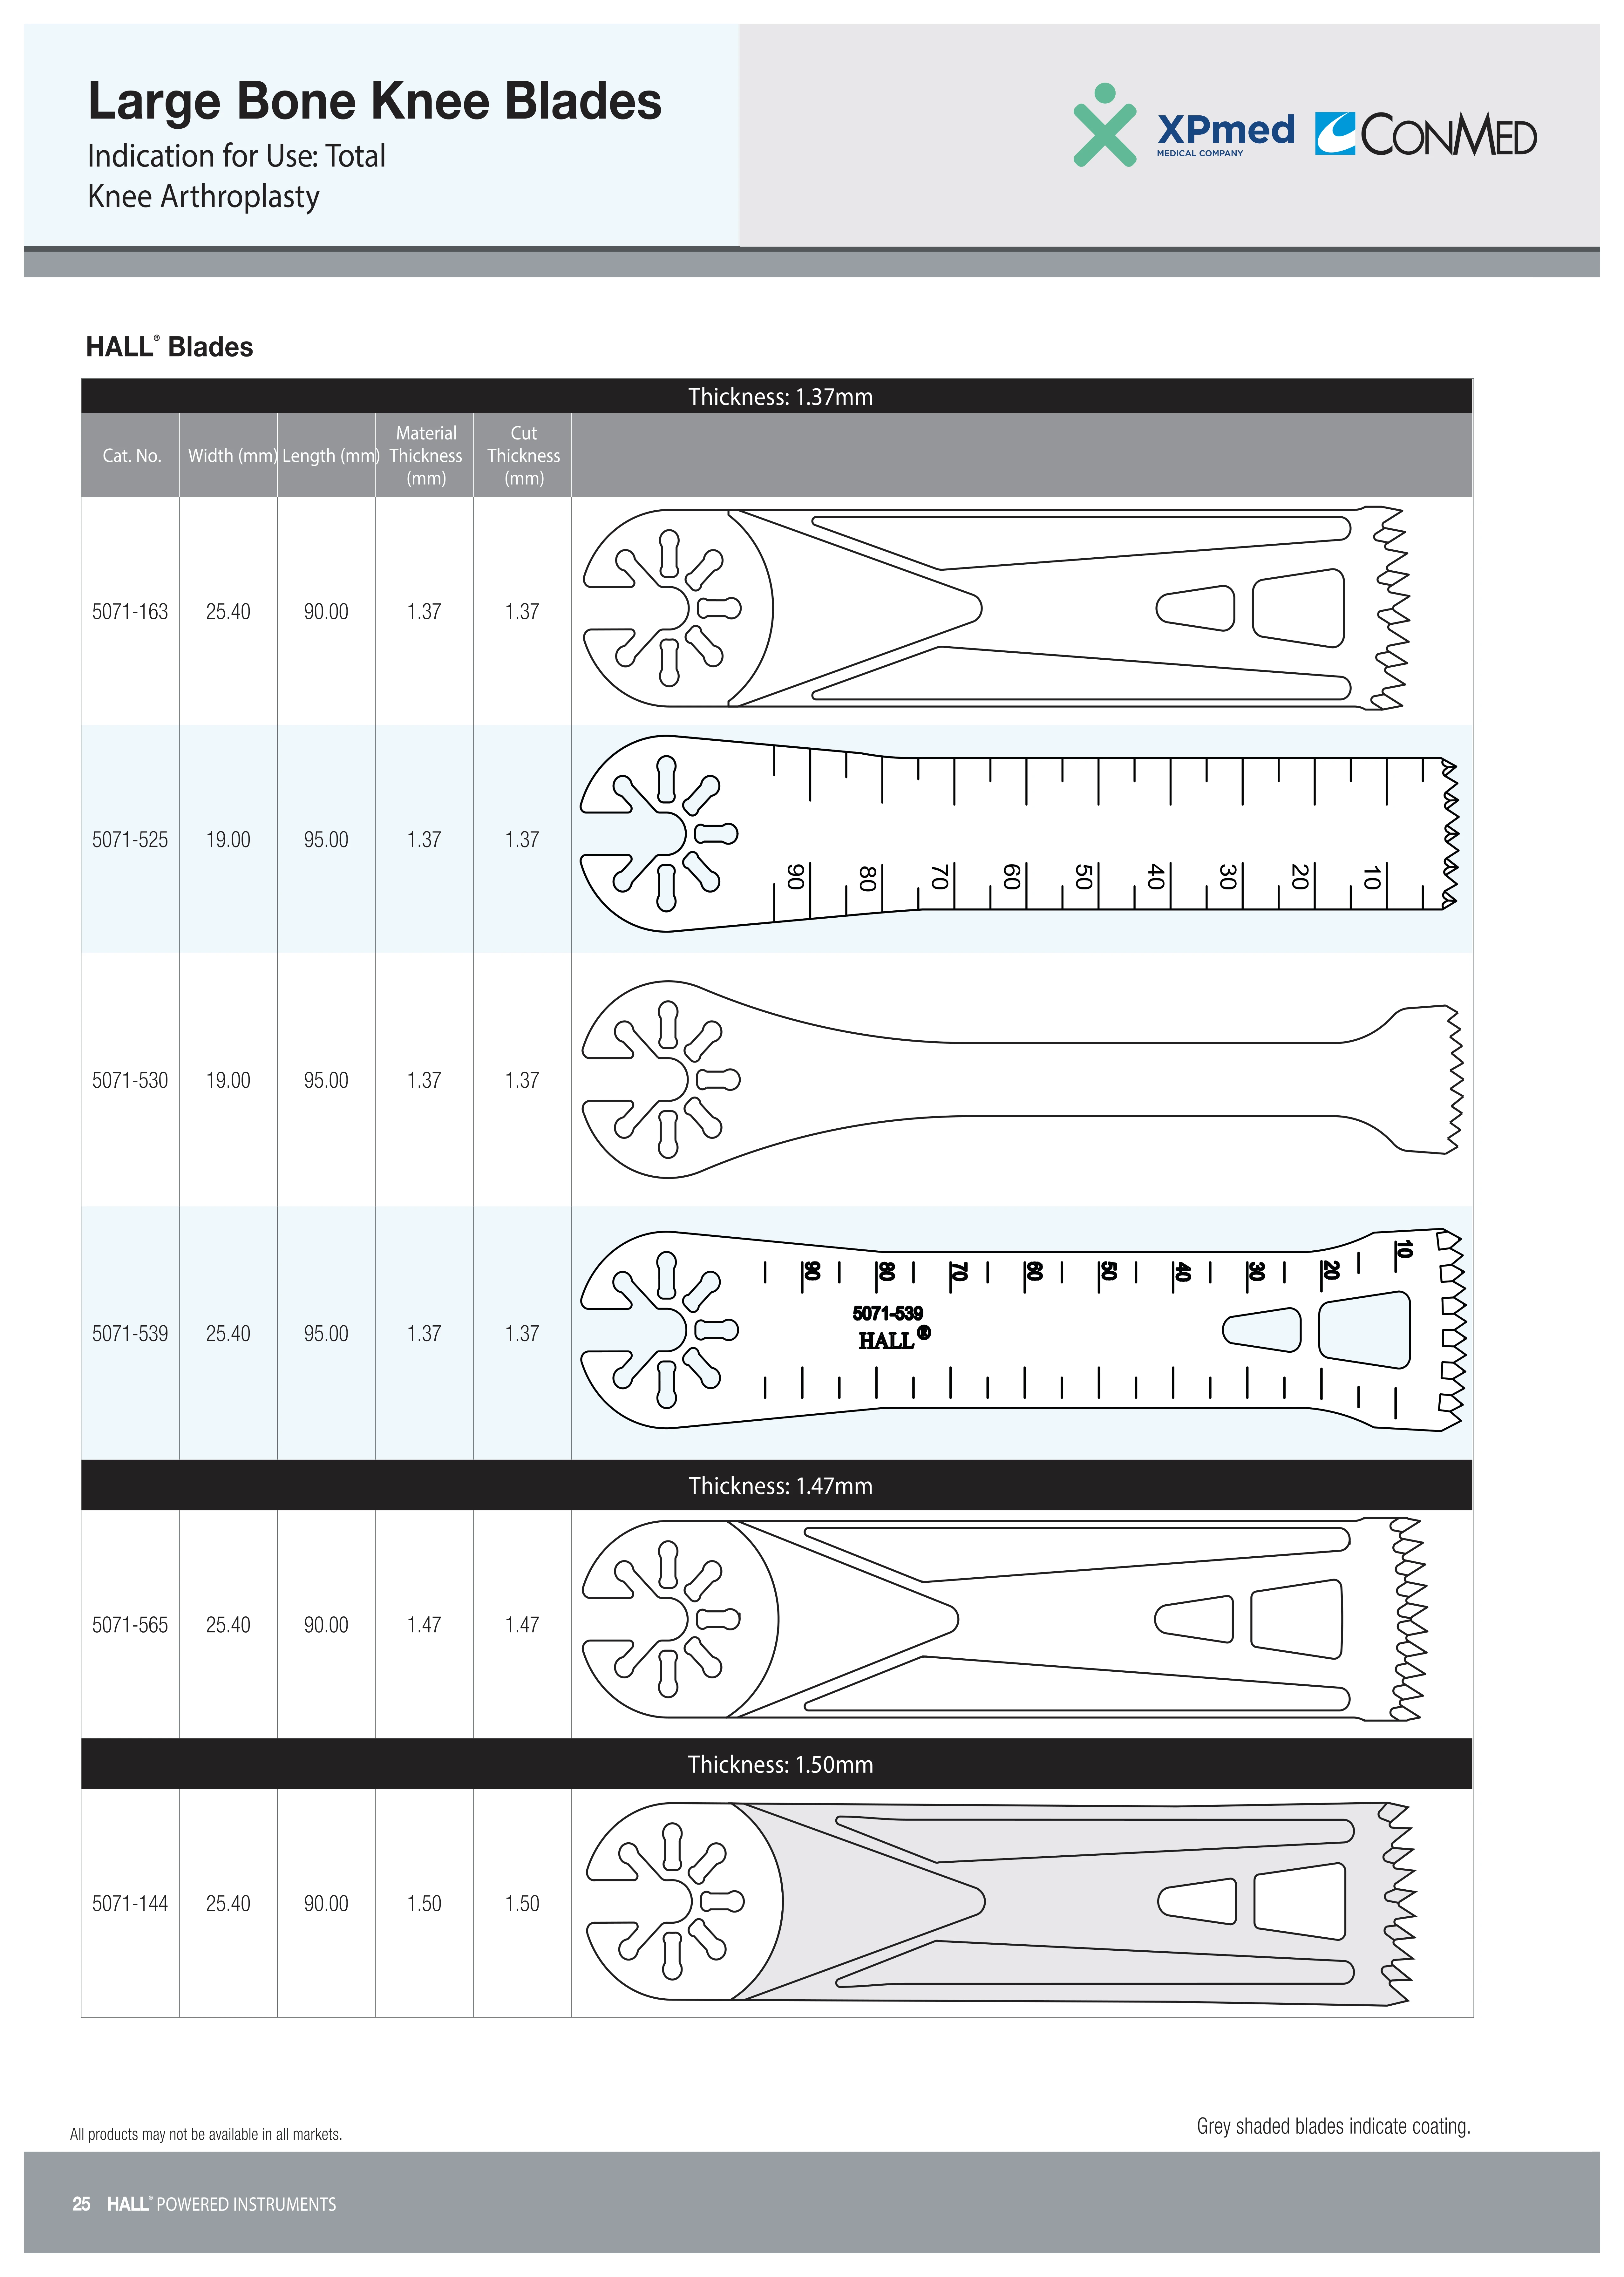 Large Bone Knee Blades
Indication for Use: Total
Knee Arthroplasty
XPmed
MEDICAL COMPANY
CONMED
HALL® Blades
Thickness: 1.37mm
Cat. No. Width (mm) Length (mm) Material Thickness (mm) Cut Thickness (mm)
5071-163 25.40 90.00 1.37 1.37
5071-525 19.00 95.00 1.37 1.37
90 80 70 60 50 40 30 20 10
5071-530 19.00 95.00 1.37 1.37
5071-539 25.40 95.00 1.37 1.37
90 80 70 60 50 40 30 20 10
5071-539
HALL®
Thickness: 1.47mm
5071-565 25.40 90.00 1.47 1.47
Thickness: 1.50mm
5071-144 25.40 90.00 1.50 1.50
All products may not be available in all markets.
Grey shaded blades indicate coating.
25 HALL® POWERED INSTRUMENTS